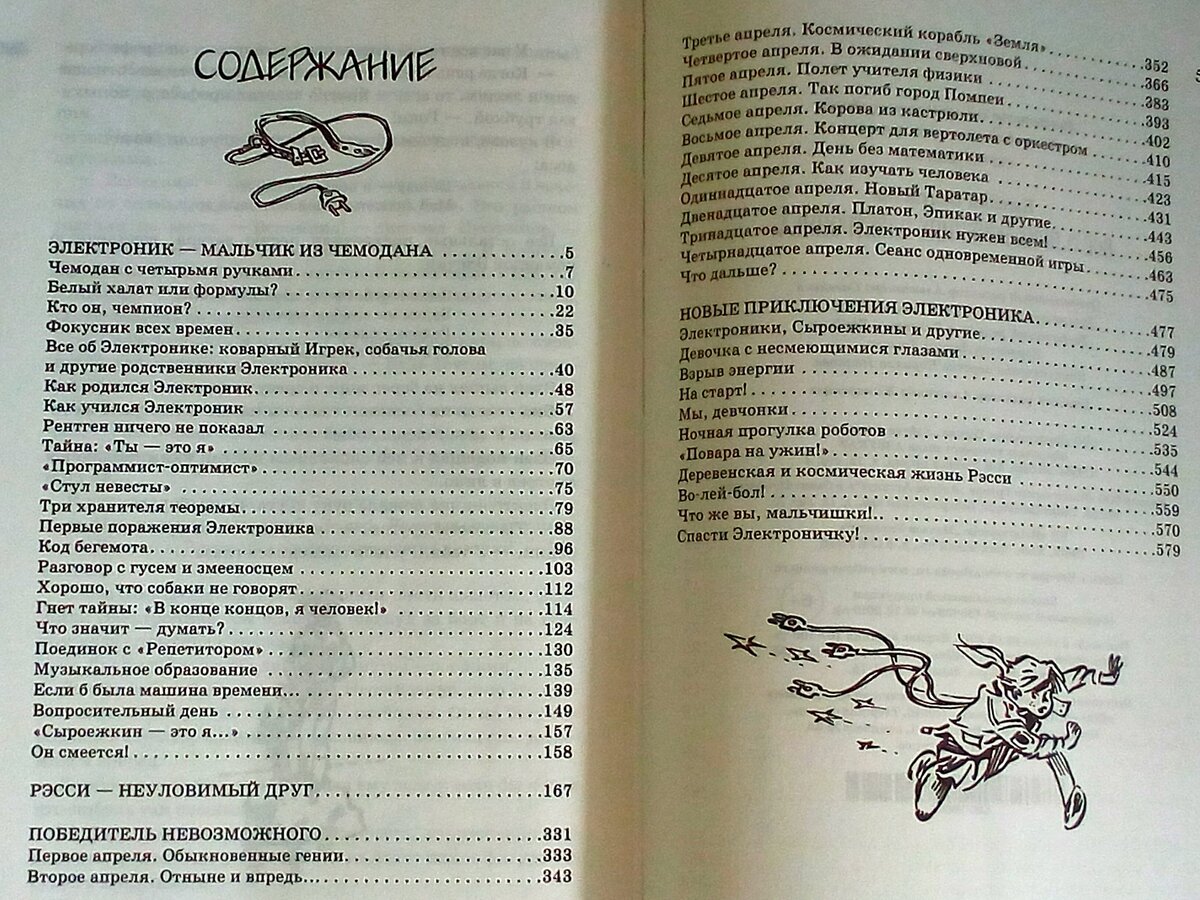 СОДЕРЖАНИЕ
ЭЛЕКТРОНИК — МАЛЬЧИК ИЗ ЧЕМОДАНА ............5
Чемодан с четырьмя ручками..........................7
Белый халат или формулы? ..........................10
Кто он, чемпион? ..........................22
Фокусник всех времен..........................35
Все об Электронике: коварный Игрек, собачья голова
и другие родственники Электроника ....................40
Как родился Электроник..........................48
Как учился Электроник ..........................57
Рентген ничего не показал ..........................63
Тайна: «Ты — это я» ..........................65
«Программист-оптимист»..........................70
«Стул невесты» ..........................75
Три хранителя теоремы..........................79
Первые поражения Электроника ....................88
Код бегемота..........................96
Разговор с гусем и змееносцем ....................103
Хорошо, что собаки не говорят ....................112
Гнет тайны: «В конце концов, я человек!» ............114
Что значит — думать?..........................124
Поединок с «Репетитором»..........................130
Музыкальное образование ....................135
Если б была машина времени.......................139
Вопросительный день ..........................149
«Сыроежкин — это я...» ..........................157
Он смеется!..........................158
РЭССИ — НЕУЛОВИМЫЙ ДРУГ....................167
ПОБЕДИТЕЛЬ НЕВОЗМОЖНОГО....................331
Первое апреля. Обыкновенные гении....................333
Второе апреля. Отныне и впредь.......................343
Третье апреля. Космический корабль «Земля»............352
Четвертое апреля. В ожидании сверхновой............366
Пятое апреля. Полет учителя физики ............383
Шестое апреля. Так погиб город Помпеи............393
Седьмое апреля. Корова из кастрюли............402
Восьмое апреля. Концерт для вертолета с оркестром ......410
Девятое апреля. День без математики ............415
Десятое апреля. Как изучать человека ............423
Одиннадцатое апреля. Новый Таратар............431
Двенадцатое апреля. Платон, Эпикак и другие............443
Тринадцатое апреля. Электроник нужен всем!............456
Четырнадцатое апреля. Сеанс одновременной игры......463
Что дальше? ..........................475
НОВЫЕ ПРИКЛЮЧЕНИЯ ЭЛЕКТРОНИКА............477
Электроники, Сыроежкины и другие....................479
Девочка с несмеющимися глазами....................487
Взрыв энергии ..........................497
На старт!..........................508
Мы, девчонки..........................524
Ночная прогулка роботов ....................535
«Повара на ужин!»..........................544
Деревенская и космическая жизнь Рэсси ............550
Во-лей-бол!..........................559
Что же вы, мальчишки!..........................570
Спасти Электроничку!..........................579